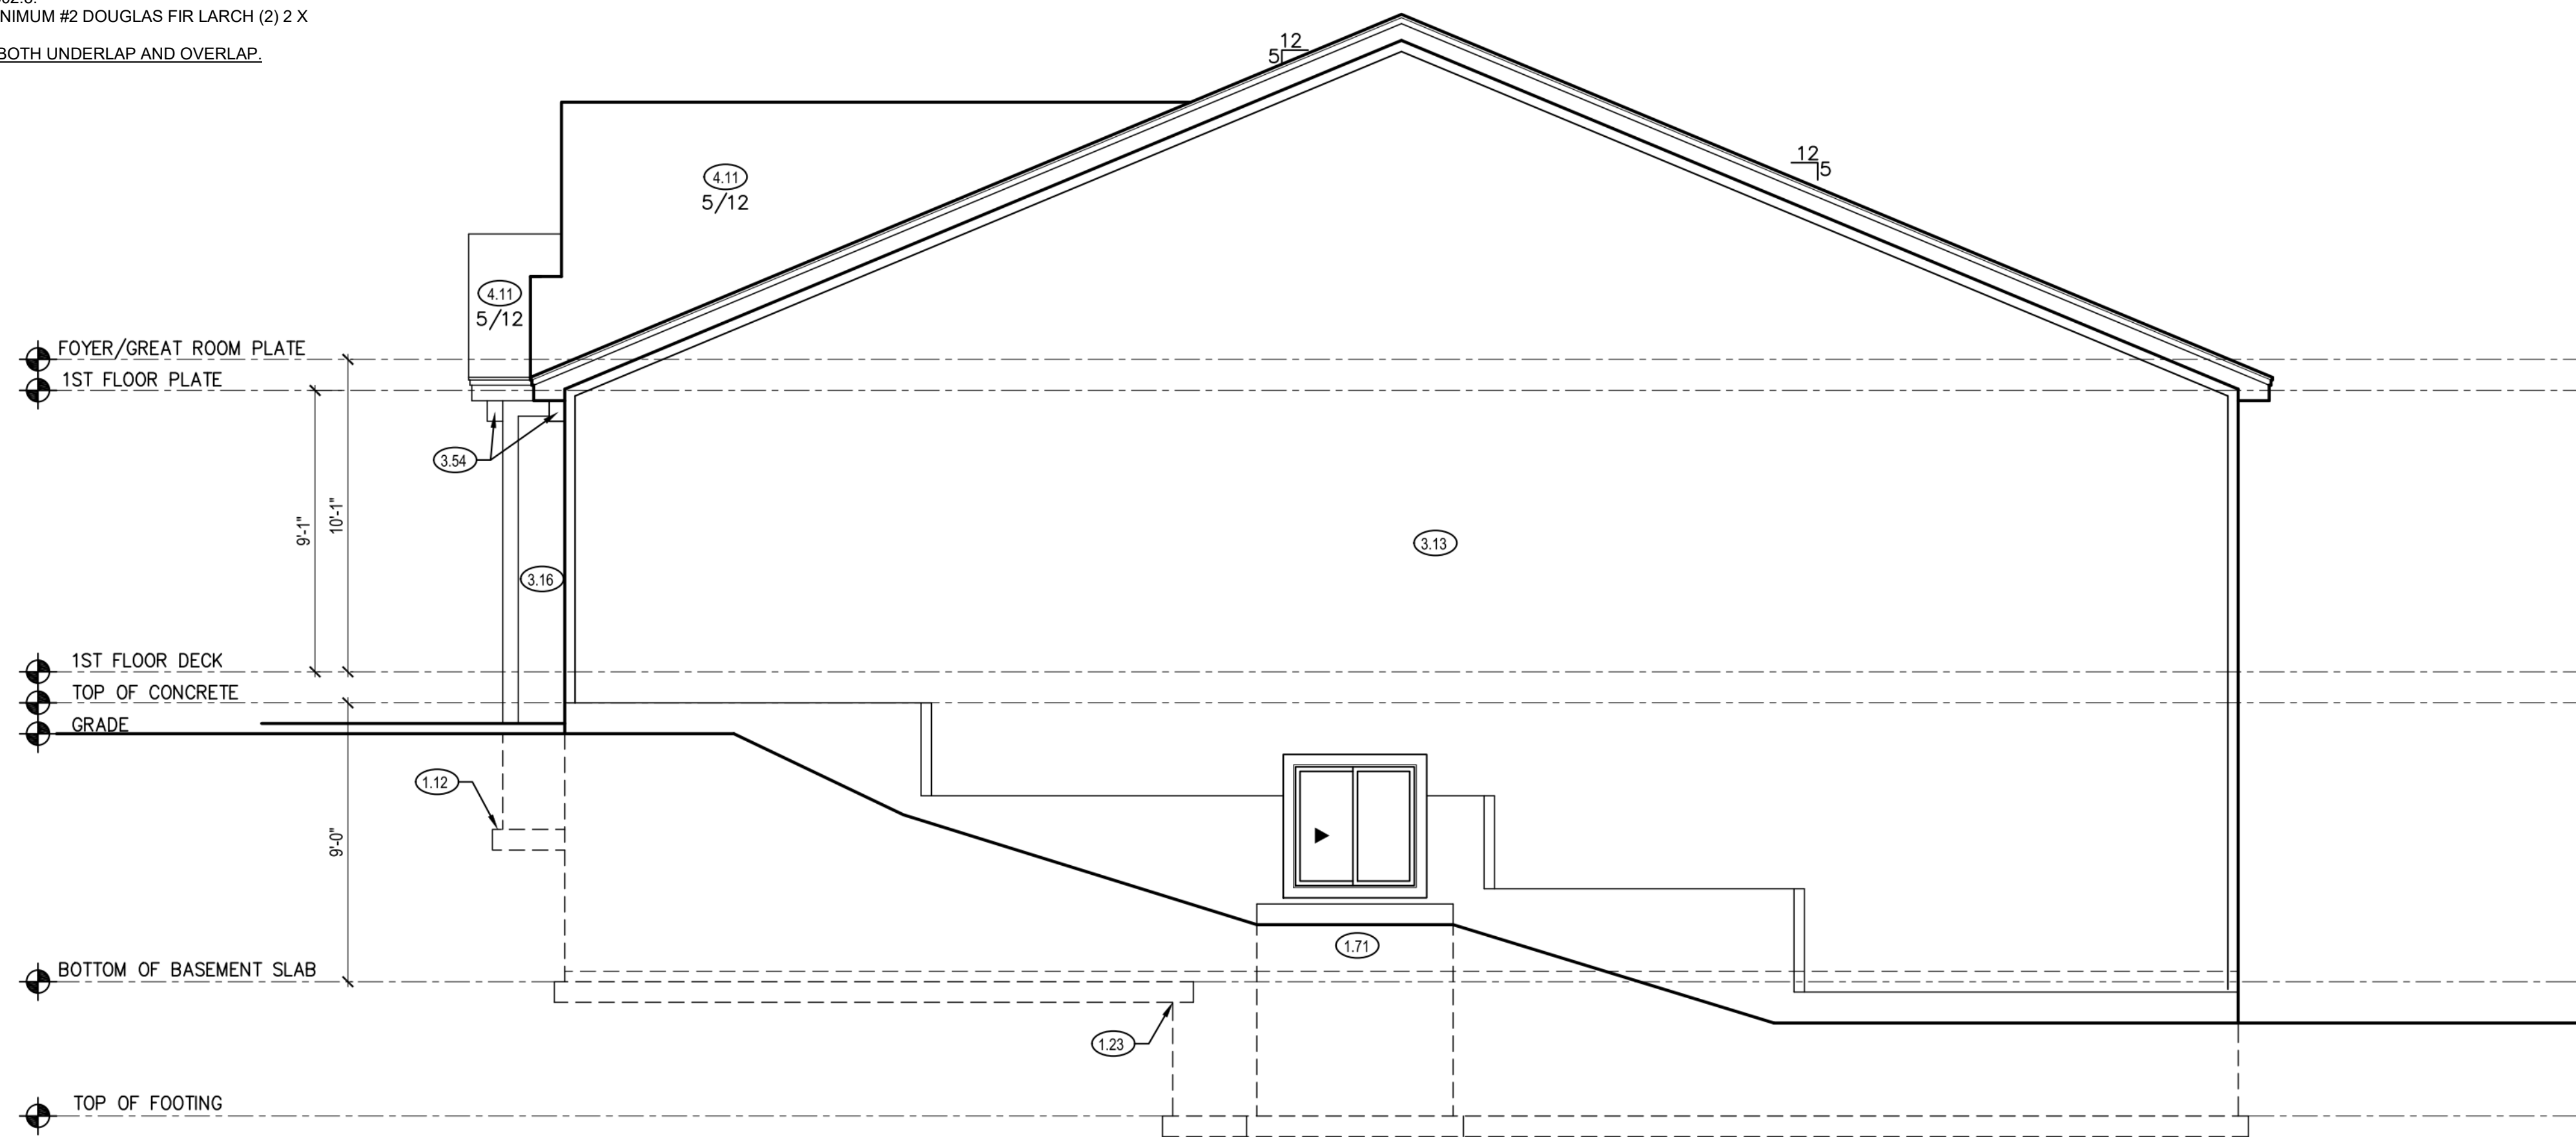 NIMUM #2 DOUGLAS FIR LARCH (2) 2 X
BOTH UNDERLAP AND OVERLAP.
12
5
12
5
4.11
5/12
4.11
5/12
FOYER/GREAT ROOM PLATE
1ST FLOOR PLATE
3.54
9'-1"
10'-1"
3.13
3.16
1ST FLOOR DECK
TOP OF CONCRETE
GRADE
1.12
9'-0"
1.71
BOTTOM OF BASEMENT SLAB
1.23
TOP OF FOOTING